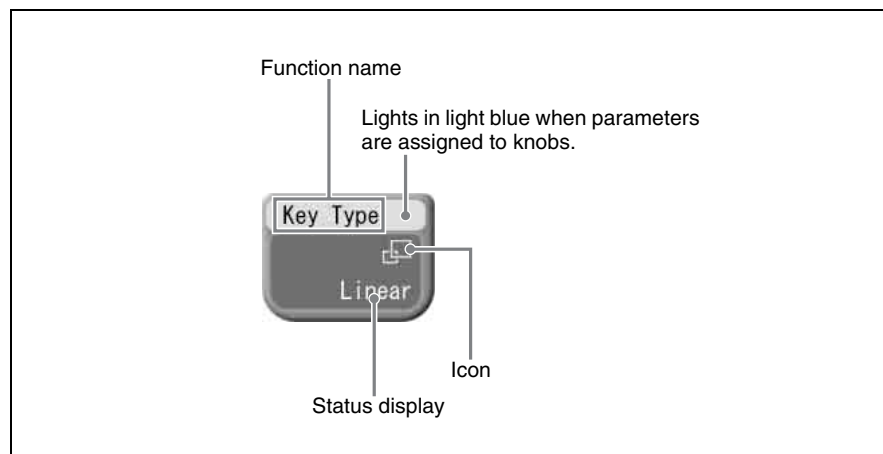 Function name
Lights in light blue when parameters
are assigned to knobs.
Key Type
Linear
Icon
Status display